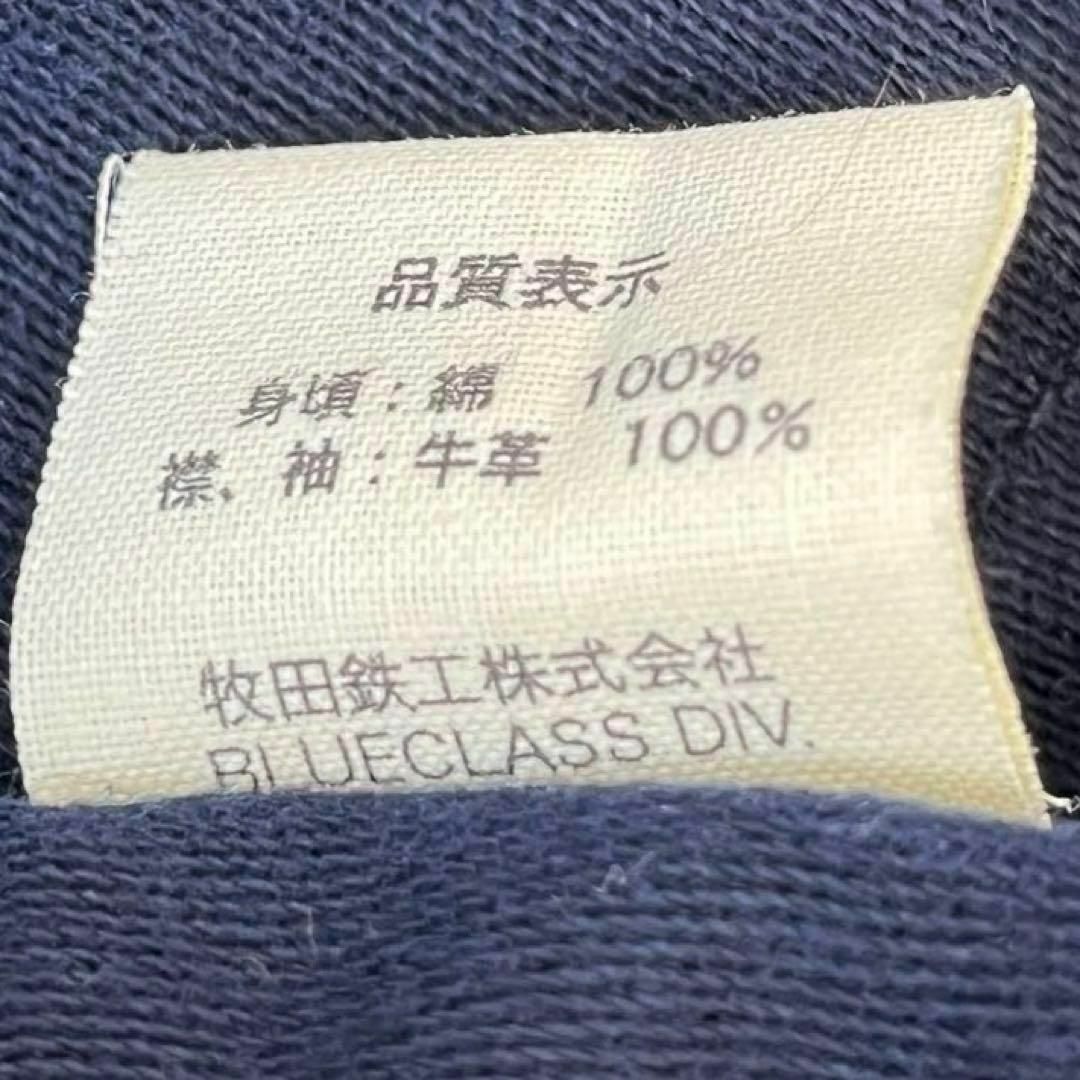 品質表示
身頃：綿 100%
襟、袖：牛革 100%
牧田鉄工株式会社
BLUECLASS DIV.